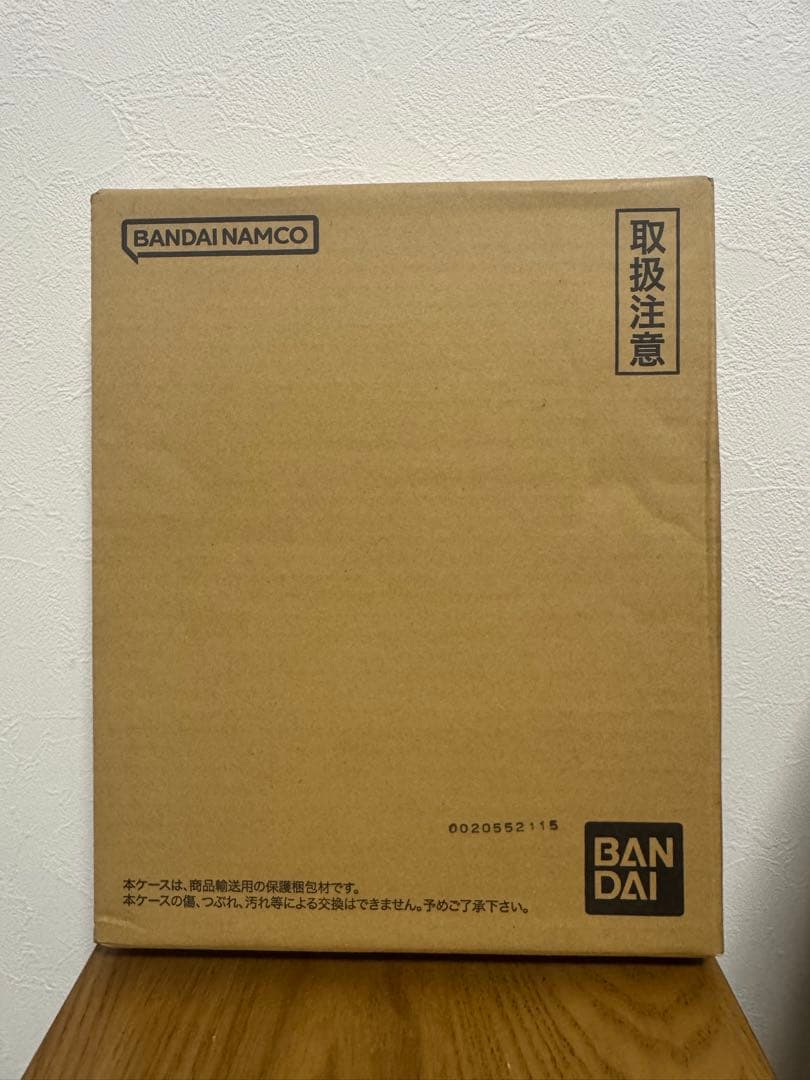 BANDAI NAMCO
取扱注意
0020552115
BAN
DAI
本ケースは、商品輸送用の保護梱包材です。
本ケースの傷、つぶれ、汚れ等による交換はできません。予めご了承下さい。